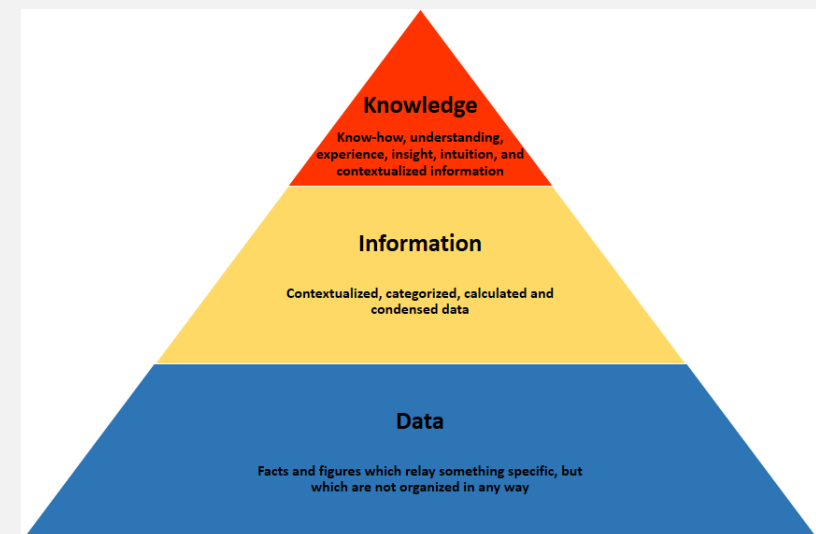 Knowledge
Know-how, understanding,
experience, insight, intuition, and
contextualized information
Information
Contextualized, categorized, calculated and
condensed data
Data
Facts and figures which relay something specific, but
which are not organized in any way